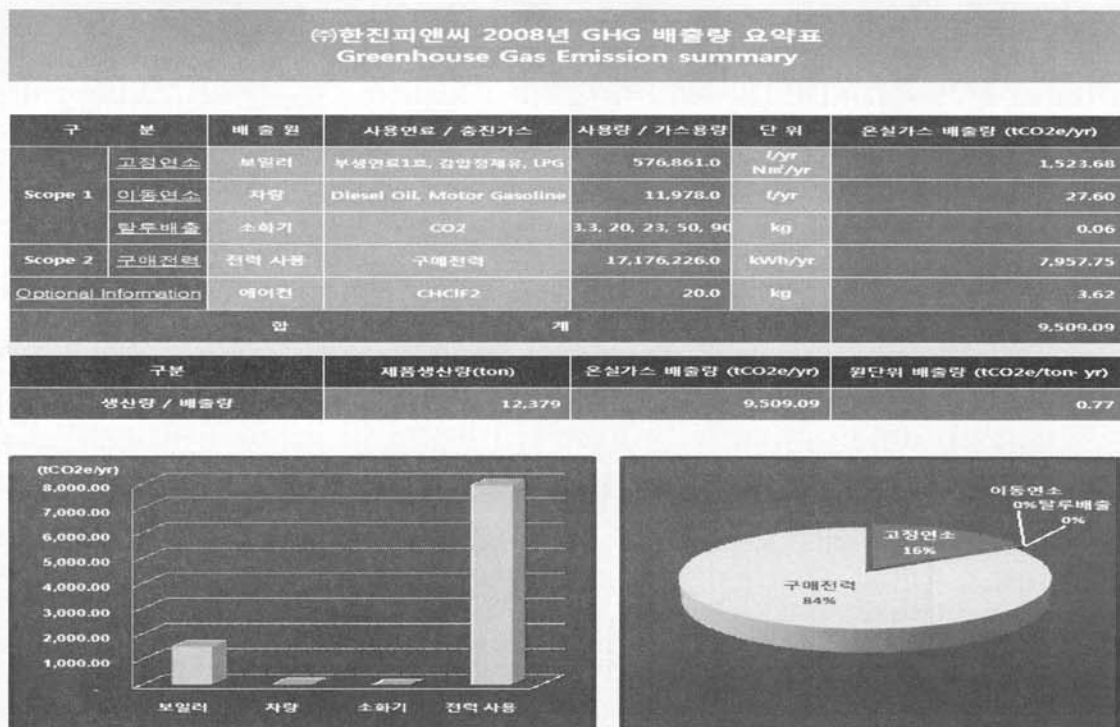 ㈜한진피앤씨 2008년 GHG 배출량 요약표
Greenhouse Gas Emission summary
구 분 배 출 원 사용연료 / 충진가스 사용량 / 가스용량 단 위 온실가스 배출량 (tCO2e/yr)
Scope 1 고정연소 보일러 부생연료1호, 감압정제유, LPG 576,861.0 ℓ/yr N㎥/yr 1,523.68
이동연소 차량 Diesel Oil, Motor Gasoline 11,978.0 ℓ/yr 27.60
탈루배출 소화기 CO2 3.3, 20, 23, 50, 90 kg 0.06
Scope 2 구매전력 전력 사용 구매전력 17,176,226.0 kWh/yr 7,957.75
Optional Information 에어컨 CHClF2 20.0 kg 3.62
합 계 9,509.09
구분 제품생산량(ton) 온실가스 배출량 (tCO2e/yr) 원단위 배출량 (tCO2e/ton- yr)
생산량 / 배출량 12,379 9,509.09 0.77
(tCO2e/yr)
8,000.00
7,000.00
6,000.00
5,000.00
4,000.00
3,000.00
2,000.00
1,000.00
-
보일러 차량 소화기 전력 사용
이동연소
0% 탈루배출
0%
고정연소
16%
구매전력
84%